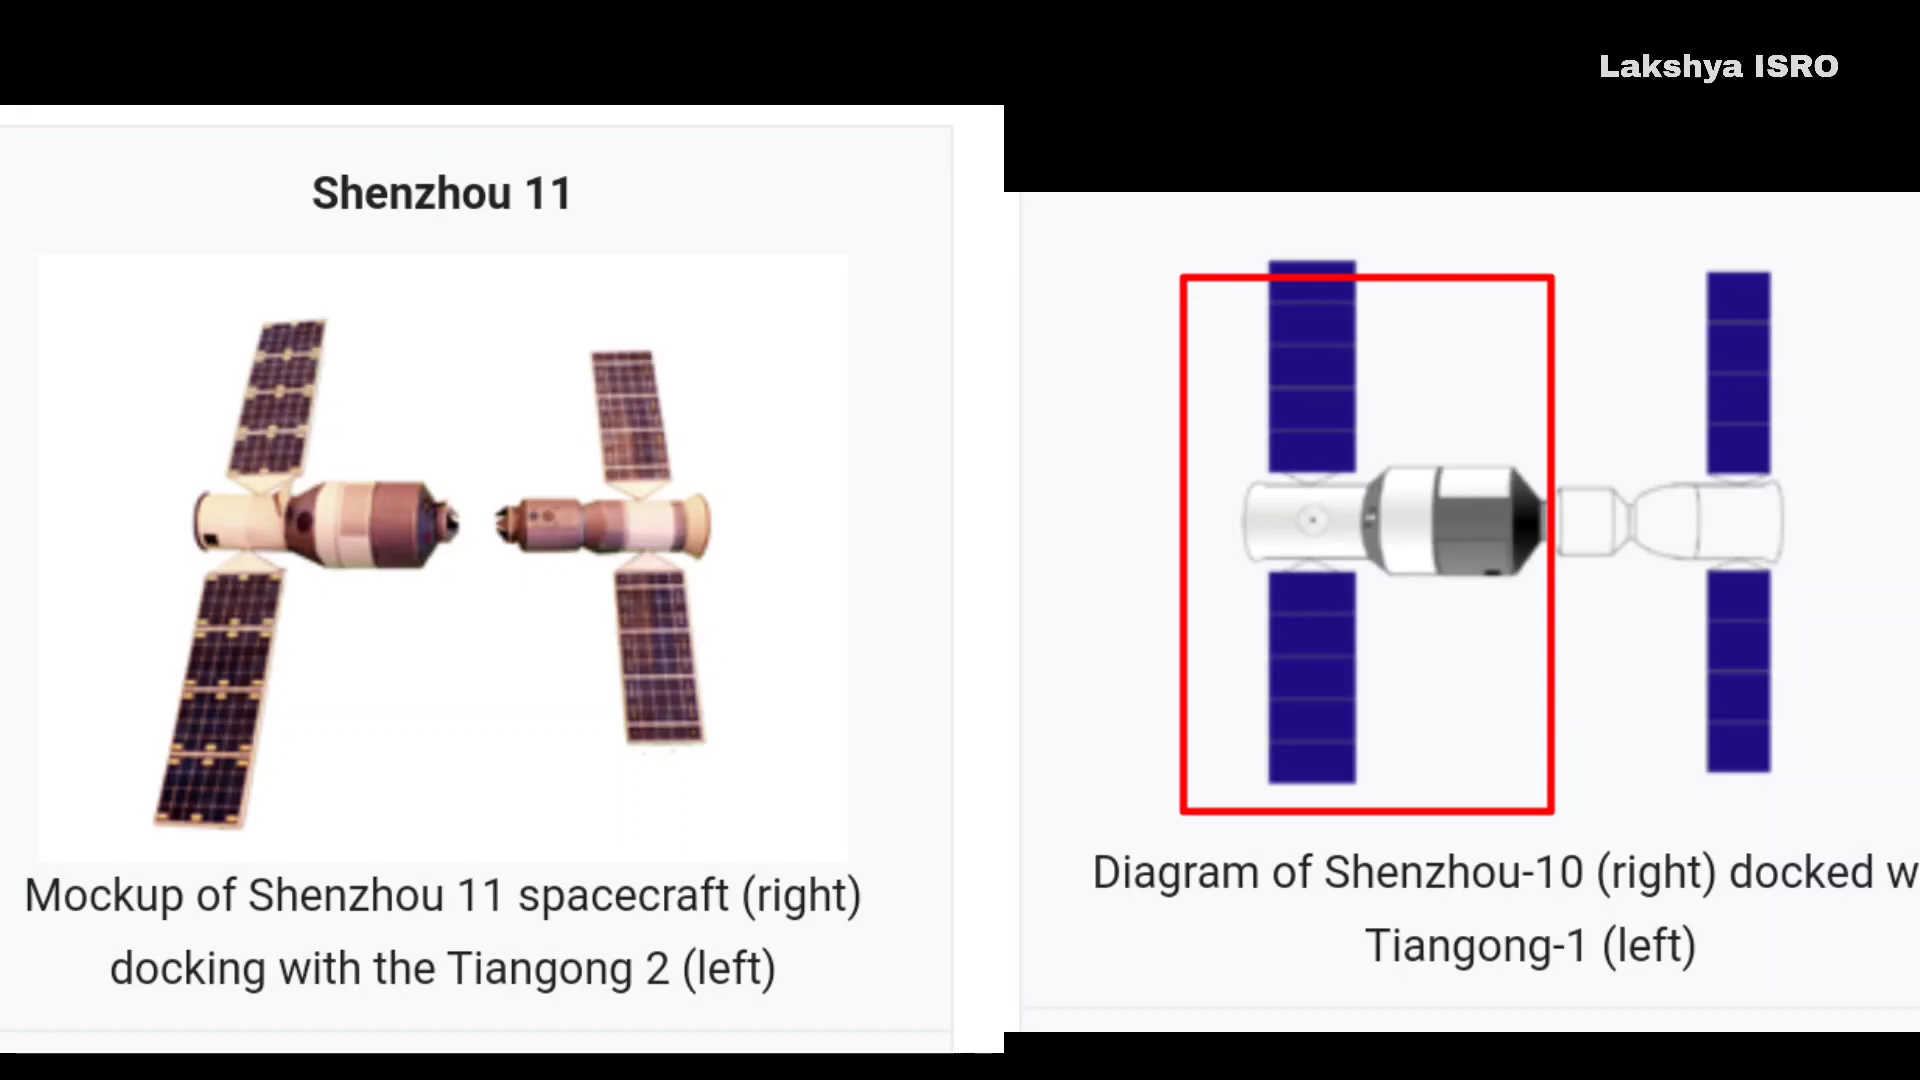 Lakshya ISRO
Shenzhou 11
Mockup of Shenzhou 11 spacecraft (right)
docking with the Tiangong 2 (left)
Diagram of Shenzhou-10 (right) docked w
Tiangong-1 (left)